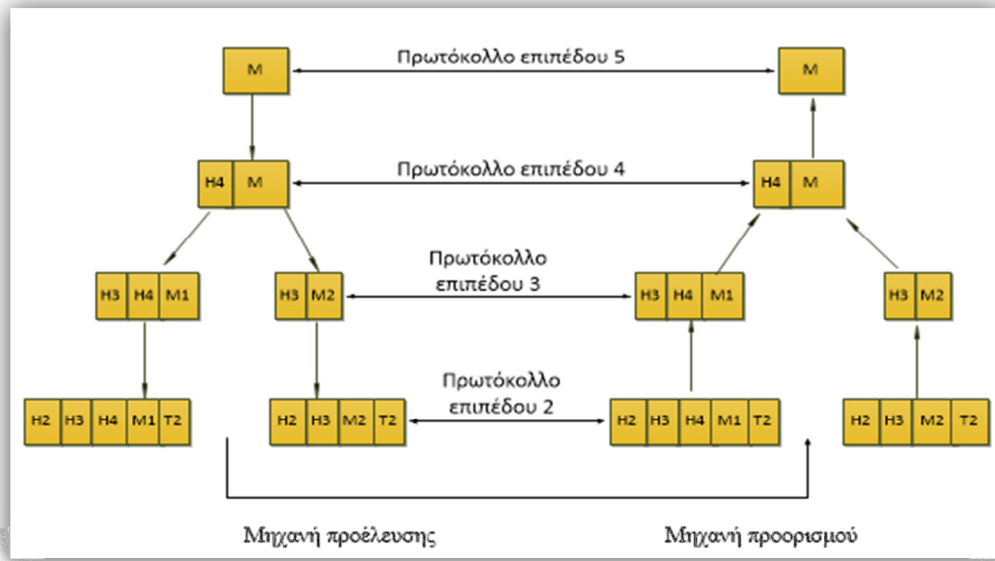 M Πρωτόκολλο επιπέδου 5 M
H4 M Πρωτόκολλο επιπέδου 4 H4 M
Πρωτόκολλο
επιπέδου 3
H3 H4 M1 H3 M2 H3 H4 M1 H3 M2
Πρωτόκολλο
επιπέδου 2
H2 H3 H4 M1 T2 H2 H3 M2 T2 H2 H3 H4 M1 T2 H2 H3 M2 T2
Μηχανή προέλευσης Μηχανή προορισμού